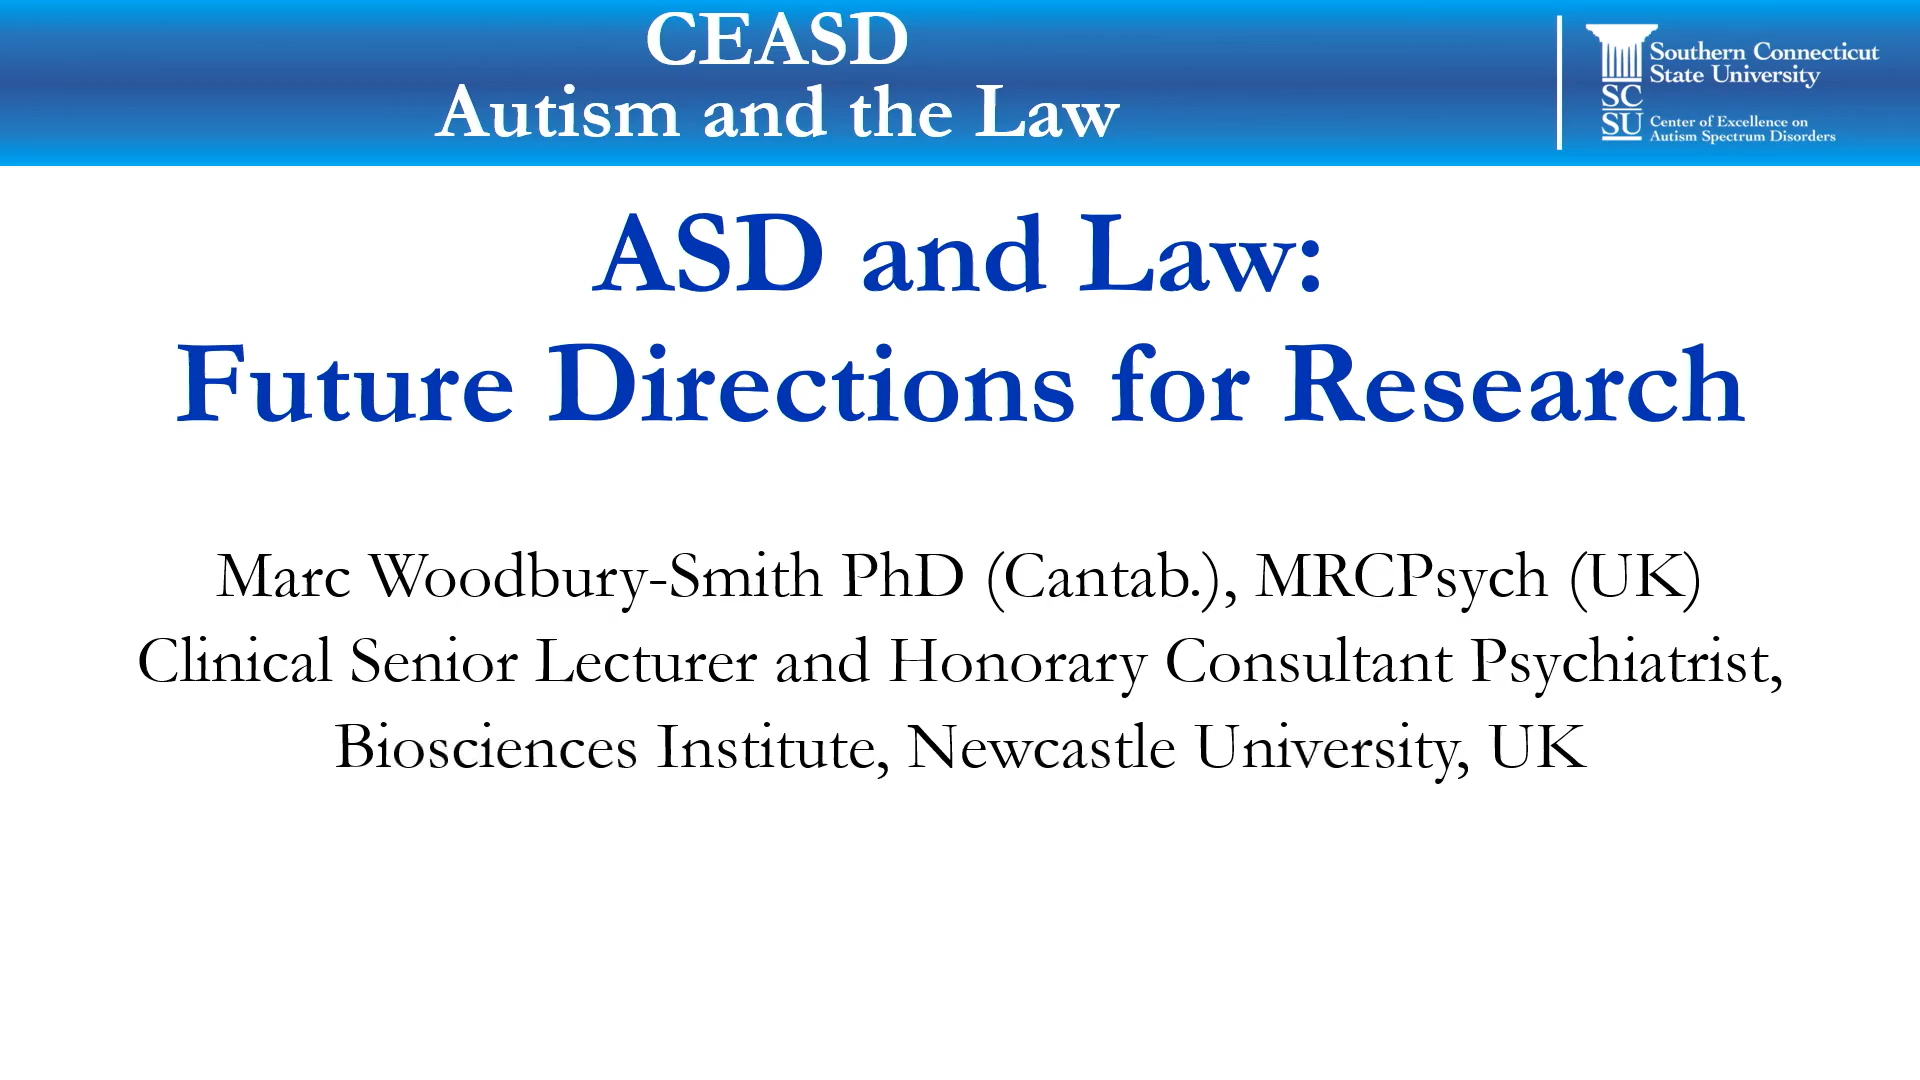 CEASD
Autism and the Law
Southern Connecticut
State University
SC
SU
Center of Excellence on
Autism Spectrum Disorders
ASD and Law:
Future Directions for Research
Marc Woodbury-Smith PhD (Cantab.), MRCPsych (UK)
Clinical Senior Lecturer and Honorary Consultant Psychiatrist,
Biosciences Institute, Newcastle University, UK